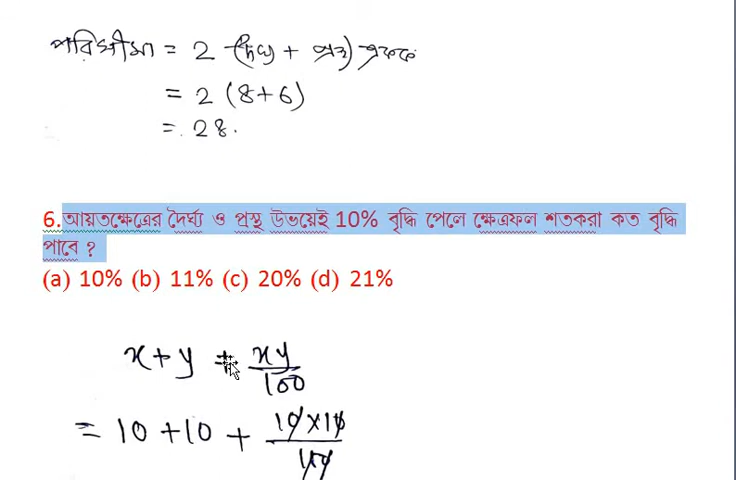 পরিসীমা = 2 (দৈর্ঘ্য + প্রস্থ) একক
= 2 (8+6)
= 28.
6.আয়তক্ষেত্রের দৈর্ঘ্য ও প্রস্থ উভয়েই 10% বৃদ্ধি পেলে ক্ষেত্রফল শতকরা কত বৃদ্ধি
পাবে ?
(a) 10% (b) 11% (c) 20% (d) 21%
x+y + xy/100
= 10+10 + 10×10/100